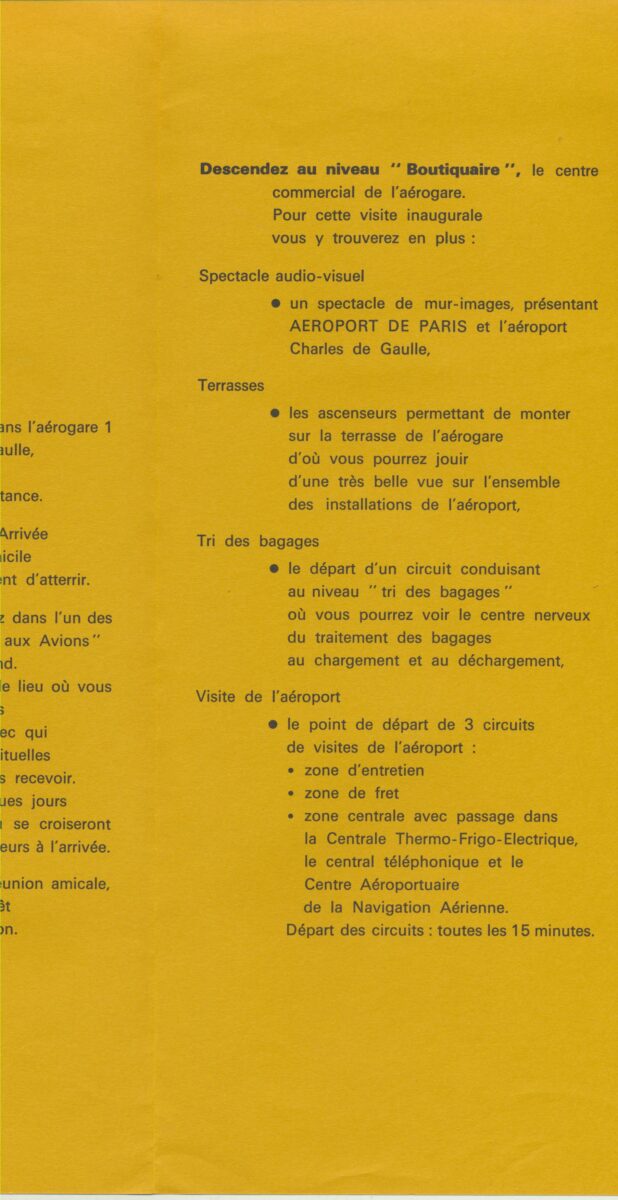 ans l'aérogare 1
aulle,
tance.
Arrivée
icile
ent d'atterrir.
z dans l'un des
aux Avions"
nd.
le lieu où vous
s
ec qui
ituelles
s recevoir.
ues jours
se croiseront
eurs à l'arrivée.
éunion amicale,
êt
on.
Descendez au niveau "Boutiquaire", le centre
commercial de l'aérogare.
Pour cette visite inaugurale
vous y trouverez en plus :
Spectacle audio-visuel
• un spectacle de mur-images, présentant
AEROPORT DE PARIS et l'aéroport
Charles de Gaulle,
Terrasses
• les ascenseurs permettant de monter
sur la terrasse de l'aérogare
d'où vous pourrez jouir
d'une très belle vue sur l'ensemble
des installations de l'aéroport,
Tri des bagages
• le départ d'un circuit conduisant
au niveau "tri des bagages"
où vous pourrez voir le centre nerveux
du traitement des bagages
au chargement et au déchargement,
Visite de l'aéroport
• le point de départ de 3 circuits
de visites de l'aéroport :
• zone d'entretien
• zone de fret
• zone centrale avec passage dans
la Centrale Thermo-Frigo-Electrique,
le central téléphonique et le
Centre Aéroportuaire
de la Navigation Aérienne.
Départ des circuits : toutes les 15 minutes.